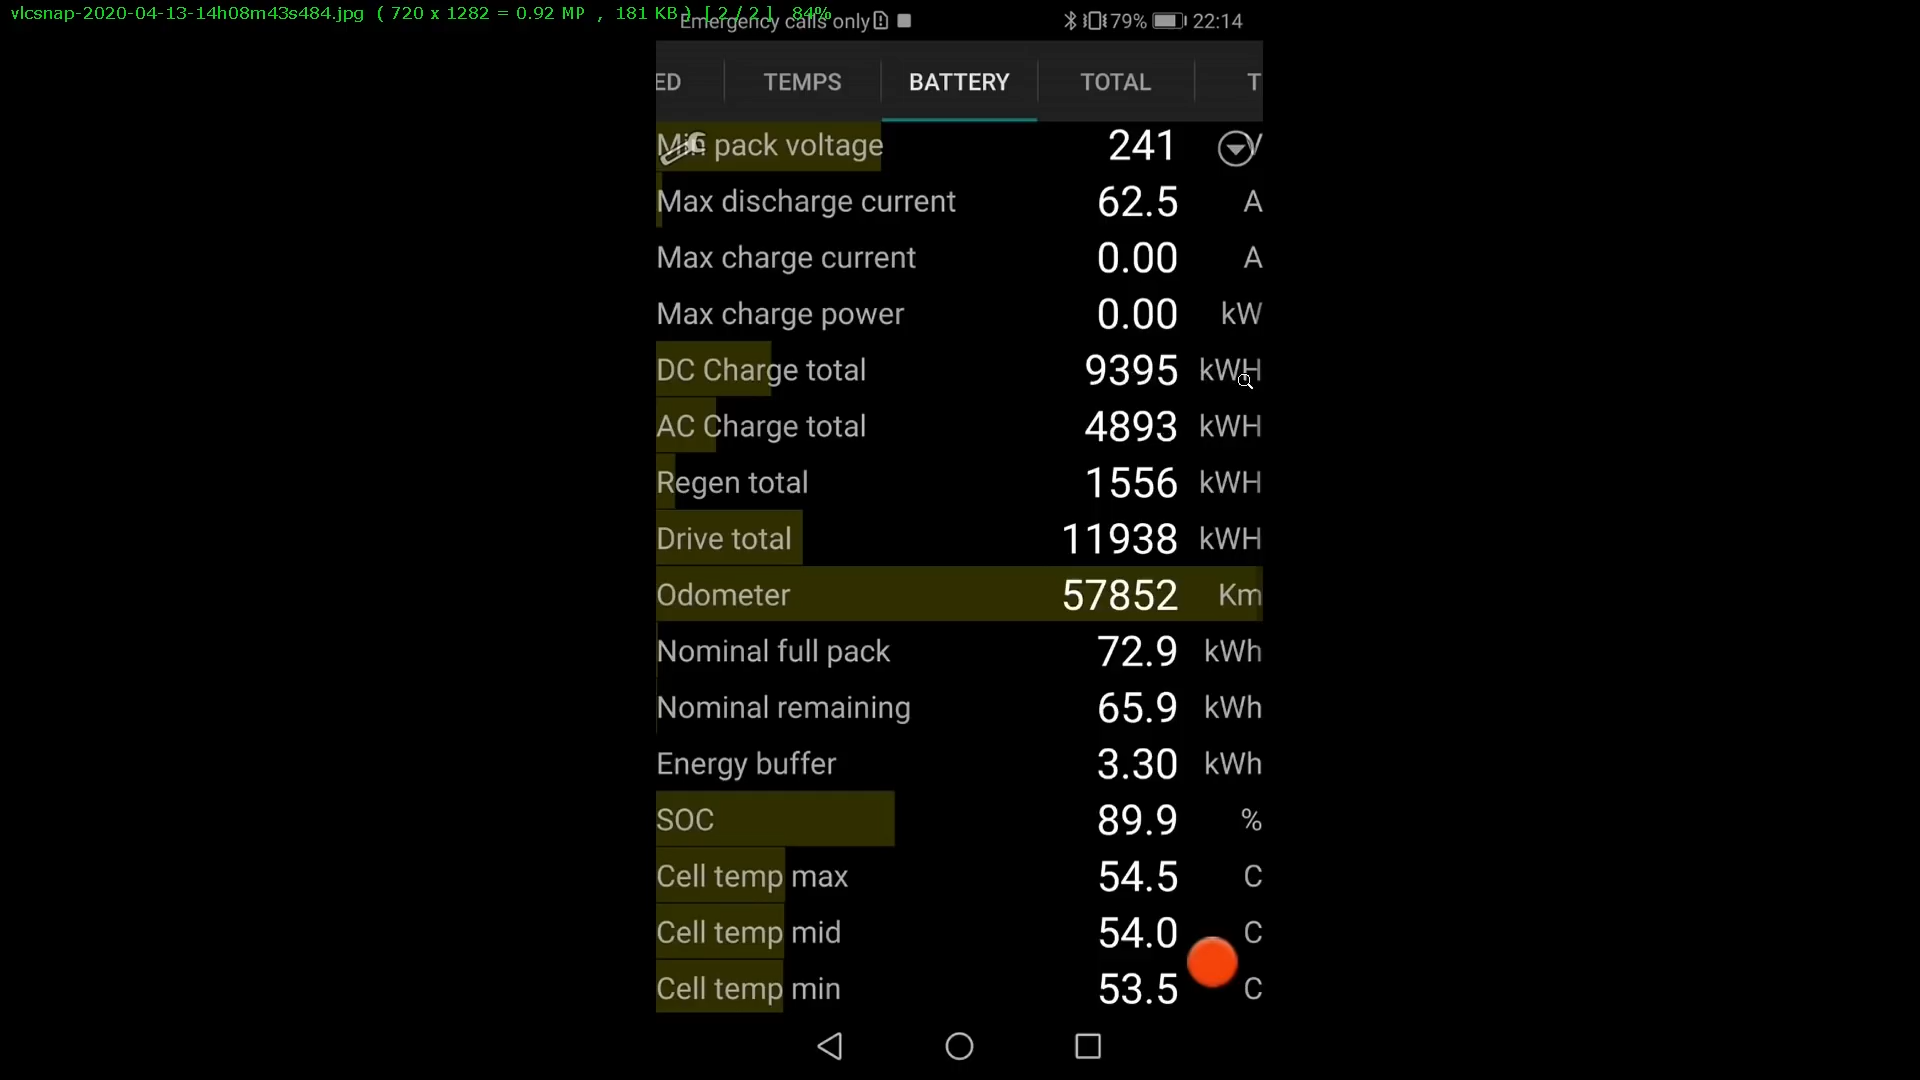 vlcsnap-2020-04-13-14h08m43s484.jpg ( 720 x 1282 = 0.92 MP , 181 KB ) [ 2 / 2 ] 84%
Emergency calls only 79% 22:14
ED TEMPS BATTERY TOTAL T
Min pack voltage 241 V
Max discharge current 62.5 A
Max charge current 0.00 A
Max charge power 0.00 kW
DC Charge total 9395 kWH
AC Charge total 4893 kWH
Regen total 1556 kWH
Drive total 11938 kWH
Odometer 57852 Km
Nominal full pack 72.9 kWh
Nominal remaining 65.9 kWh
Energy buffer 3.30 kWh
SOC 89.9 %
Cell temp max 54.5 C
Cell temp mid 54.0 C
Cell temp min 53.5 C